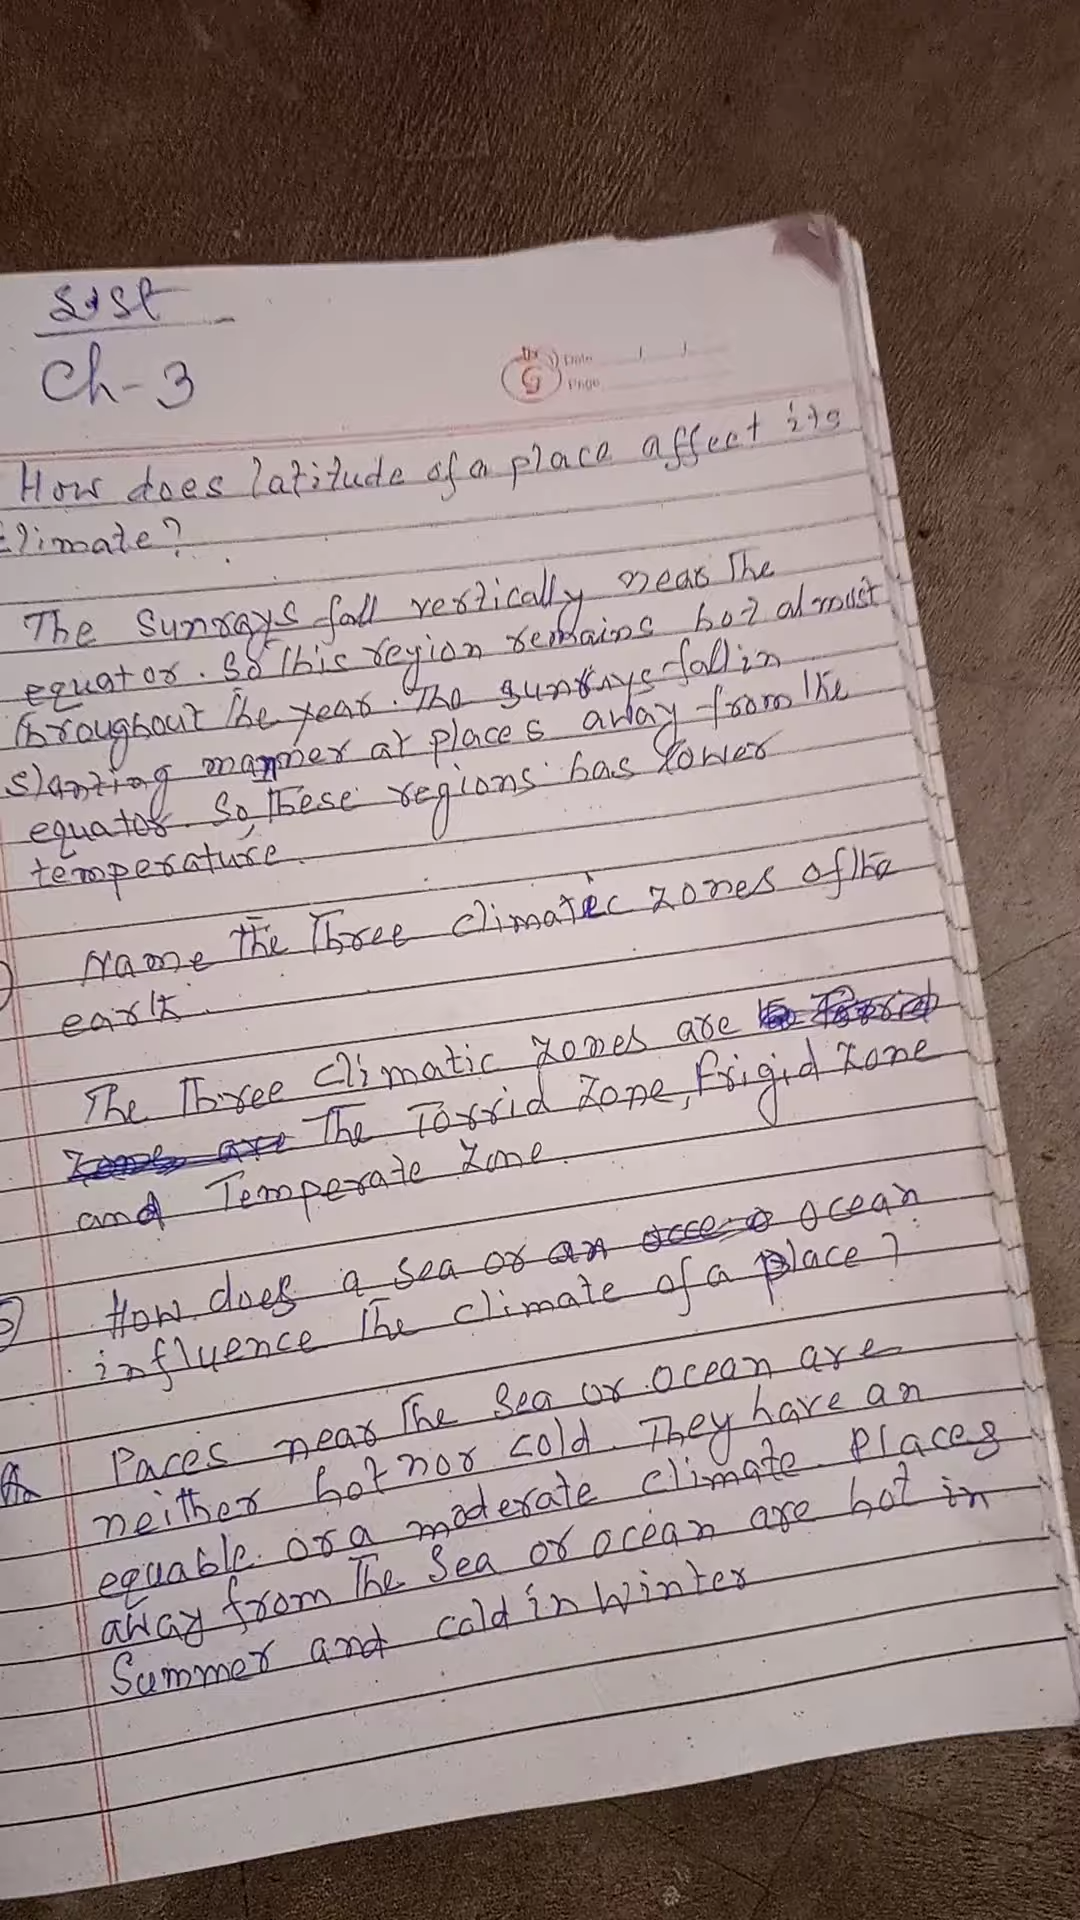 S.st
Ch-3
G Date / /
Page
How does latitude of a place affect its
climate?
The Sunrays fall vertically near The
equator. So this region remains hot almost
throughout the year. The sunrays fall in
slanting manner at places away from the
equator. So, these regions has lower
temperature.
Name the Three climatic zones of the
earth.
The three climatic zones are
The Torrid Zone, frigid zone
and Temperate Zone.
How does a sea or an ocean
influence The climate of a place?
Paces near The Sea or ocean are
neither hot nor cold. They have an
equable or a moderate climate. Places
away from The Sea or ocean are hot in
Summer and cold in Winter